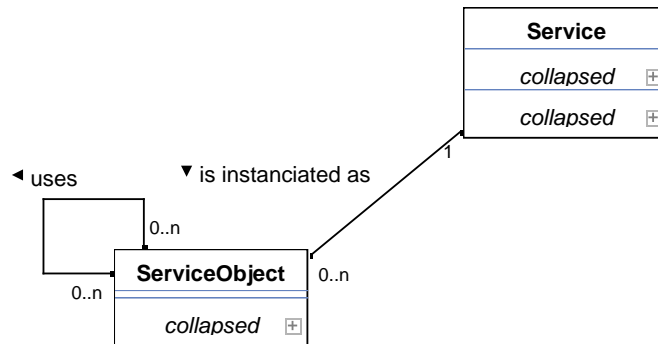 Service
collapsed
collapsed
1
◄ uses
▼ is instanciated as
0..n
ServiceObject
0..n
0..n
collapsed